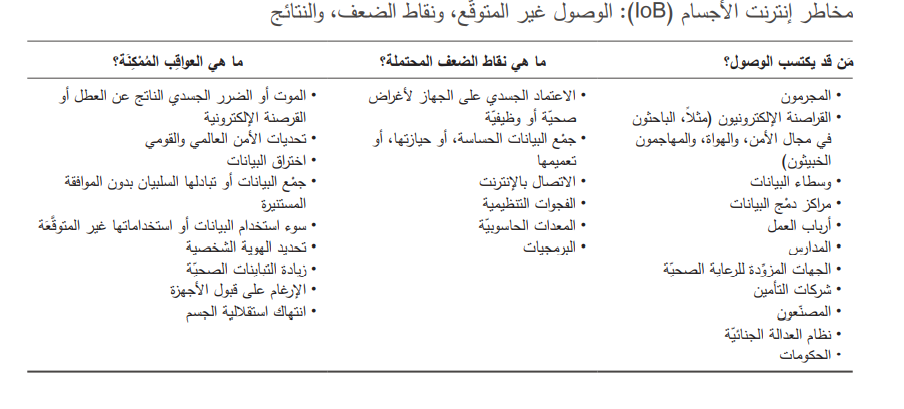 مخاطر إنترنت الأجسام (IoB): الوصول غير المتوقَّع، ونقاط الضعف، والنتائج
مَن قد يكتسب الوصول؟
• المجرمون
• القراصنة الإلكترونيون (مثلاً، الباحثون
في مجال الأمن، والهواة، والمهاجمون
الخبيثون)
• وسطاء البيانات
• مراكز دمْج البيانات
• أرباب العمل
• المدارس
• الجهات المزوِّدة للرعاية الصحيّة
• شركات التأمين
• المصنّعون
• نظام العدالة الجنائيّة
• الحكومات
ما هي نقاط الضعف المحتملة؟
• الاعتماد الجسدي على الجهاز لأغراض
صحيّة أو وظيفيّة
• جمْع البيانات الحساسة، أو حيازتها، أو
تعميمها
• الاتصال بالإنترنت
• الفجوات التنظيمية
• المعدات الحاسوبيّة
• البرمجيات
ما هي العواقِب المُمْكِنَة؟
• الموت أو الضرر الجسدي الناتج عن العطل أو
القرصنة الإلكترونية
• تحديات الأمن العالمي والقومي
• اختراق البيانات
• جمْع البيانات أو تبادلها السلبيان بدون الموافقة
المستنيرة
• سوء استخدام البيانات أو استخداماتها غير المتوقَّعَة
• تحديد الهوية الشخصية
• زيادة التباينات الصحيّة
• الإرغام على قبول الأجهزة
• انتهاك استقلالية الجسم